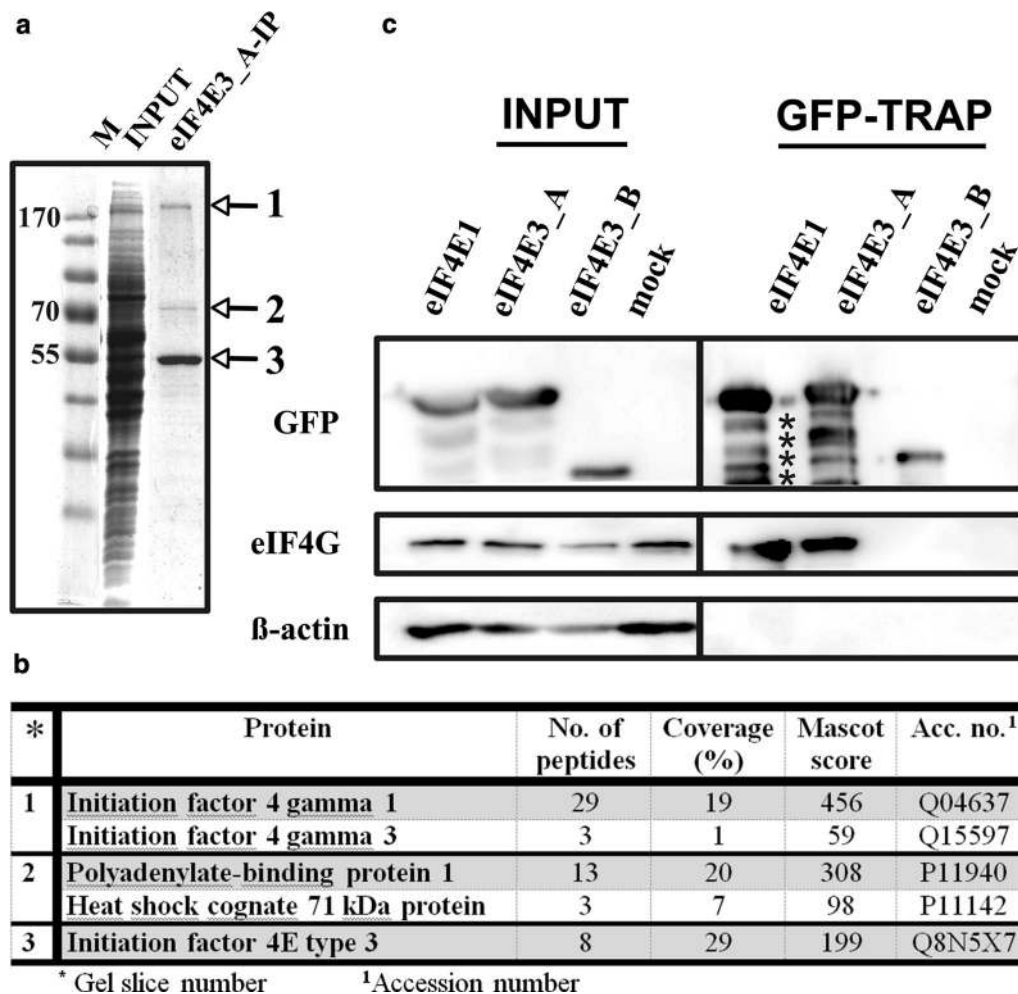 a
M
INPUT
eIF4E3_A-IP
170
70
55
1
2
3
c
INPUT
GFP-TRAP
eIF4E1
eIF4E3_A
eIF4E3_B
mock
eIF4E1
eIF4E3_A
eIF4E3_B
mock
GFP
*
*
*
*
eIF4G
ß-actin
b
* Protein No. of peptides Coverage (%) Mascot score Acc. no.¹
1 Initiation factor 4 gamma 1 29 19 456 Q04637
Initiation factor 4 gamma 3 3 1 59 Q15597
2 Polyadenylate-binding protein 1 13 20 308 P11940
Heat shock cognate 71 kDa protein 3 7 98 P11142
3 Initiation factor 4E type 3 8 29 199 Q8N5X7
* Gel slice number ¹Accession number